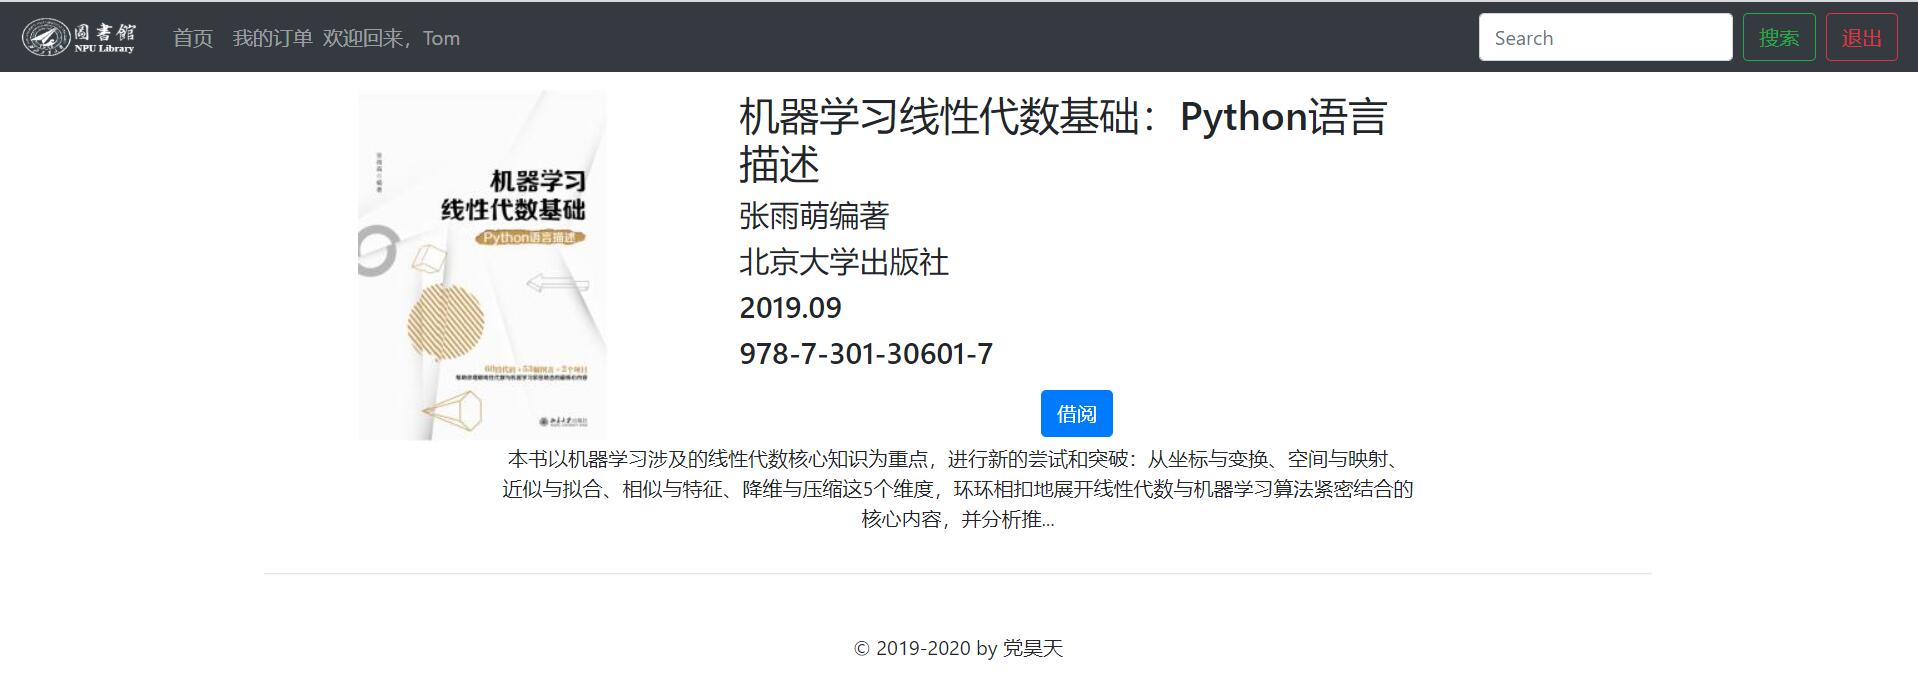 圖書館
NPU Library
首页 我的订单 欢迎回来，Tom
Search
搜索
退出
机器学习
线性代数基础
Python语言描述
机器学习线性代数基础：Python语言
描述
张雨萌编著
北京大学出版社
2019.09
978-7-301-30601-7
借阅
本书以机器学习涉及的线性代数核心知识为重点，进行新的尝试和突破：从坐标与变换、空间与映射、
近似与拟合、相似与特征、降维与压缩这5个维度，环环相扣地展开线性代数与机器学习算法紧密结合的
核心内容，并分析推...
© 2019-2020 by 党昊天